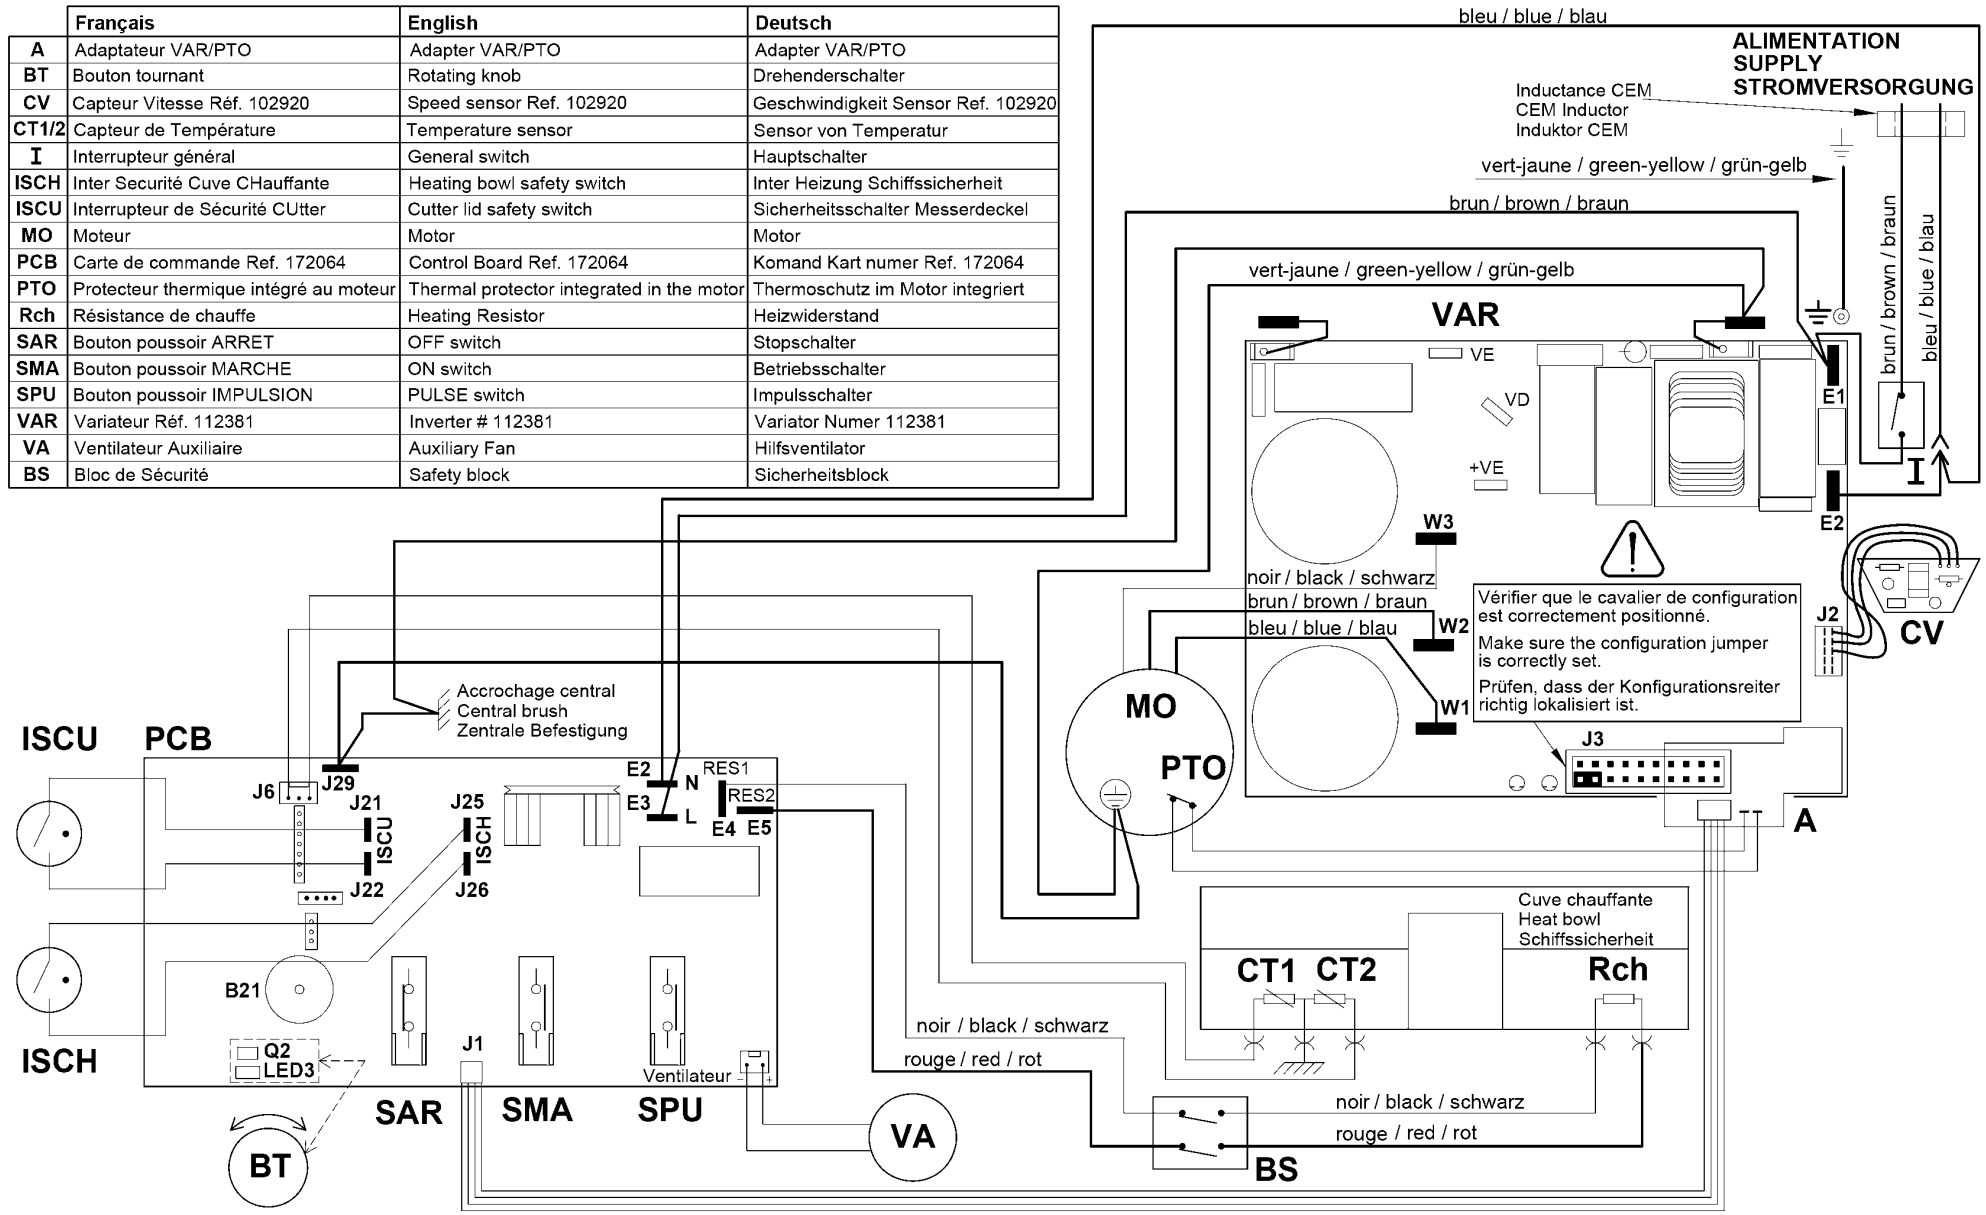 Français English Deutsch
A Adaptateur VAR/PTO Adapter VAR/PTO Adapter VAR/PTO
BT Bouton tournant Rotating knob Drehenderschalter
CV Capteur Vitesse Réf. 102920 Speed sensor Ref. 102920 Geschwindigkeit Sensor Ref. 102920
CT1/2 Capteur de Température Temperature sensor Sensor von Temperatur
I Interrupteur général General switch Hauptschalter
ISCH Inter Securité Cuve CHauffante Heating bowl safety switch Inter Heizung Schiffssicherheit
ISCU Interrupteur de Sécurité CUtter Cutter lid safety switch Sicherheitsschalter Messerdeckel
MO Moteur Motor Motor
PCB Carte de commande Ref. 172064 Control Board Ref. 172064 Komand Kart numer Ref. 172064
PTO Protecteur thermique intégré au moteur Thermal protector integrated in the motor Thermoschutz im Motor integriert
Rch Résistance de chauffe Heating Resistor Heizwiderstand
SAR Bouton poussoir ARRET OFF switch Stopschalter
SMA Bouton poussoir MARCHE ON switch Betriebsschalter
SPU Bouton poussoir IMPULSION PULSE switch Impulsschalter
VAR Variateur Réf. 112381 Inverter # 112381 Variator Numer 112381
VA Ventilateur Auxiliaire Auxiliary Fan Hilfsventilator
BS Bloc de Sécurité Safety block Sicherheitsblock
bleu / blue / blau
ALIMENTATION
SUPPLY
STROMVERSORGUNG
Inductance CEM
CEM Inductor
Induktor CEM
vert-jaune / green-yellow / grün-gelb
brun / brown / braun
vert-jaune / green-yellow / grün-gelb
brun / brown / braun
bleu / blue / blau
VAR
VE
VD
+VE
E1
I
E2
W3
noir / black / schwarz
brun / brown / braun
W2
bleu / blue / blau
W1
Vérifier que le cavalier de configuration
est correctement positionné.
Make sure the configuration jumper
is correctly set.
Prüfen, dass der Konfigurationsreiter
richtig lokalisiert ist.
J2
CV
J3
A
MO
PTO
Accrochage central
Central brush
Zentrale Befestigung
ISCU
PCB
J6
J29
J21
ISCU
J22
J25
ISCH
J26
E2 N
E3 L
RES1
RES2
E4 E5
B21
ISCH
Q2
LED3
J1
Ventilateur - +
SAR
SMA
SPU
BT
VA
Cuve chauffante
Heat bowl
Schiffssicherheit
CT1 CT2 Rch
noir / black / schwarz
rouge / red / rot
noir / black / schwarz
rouge / red / rot
BS